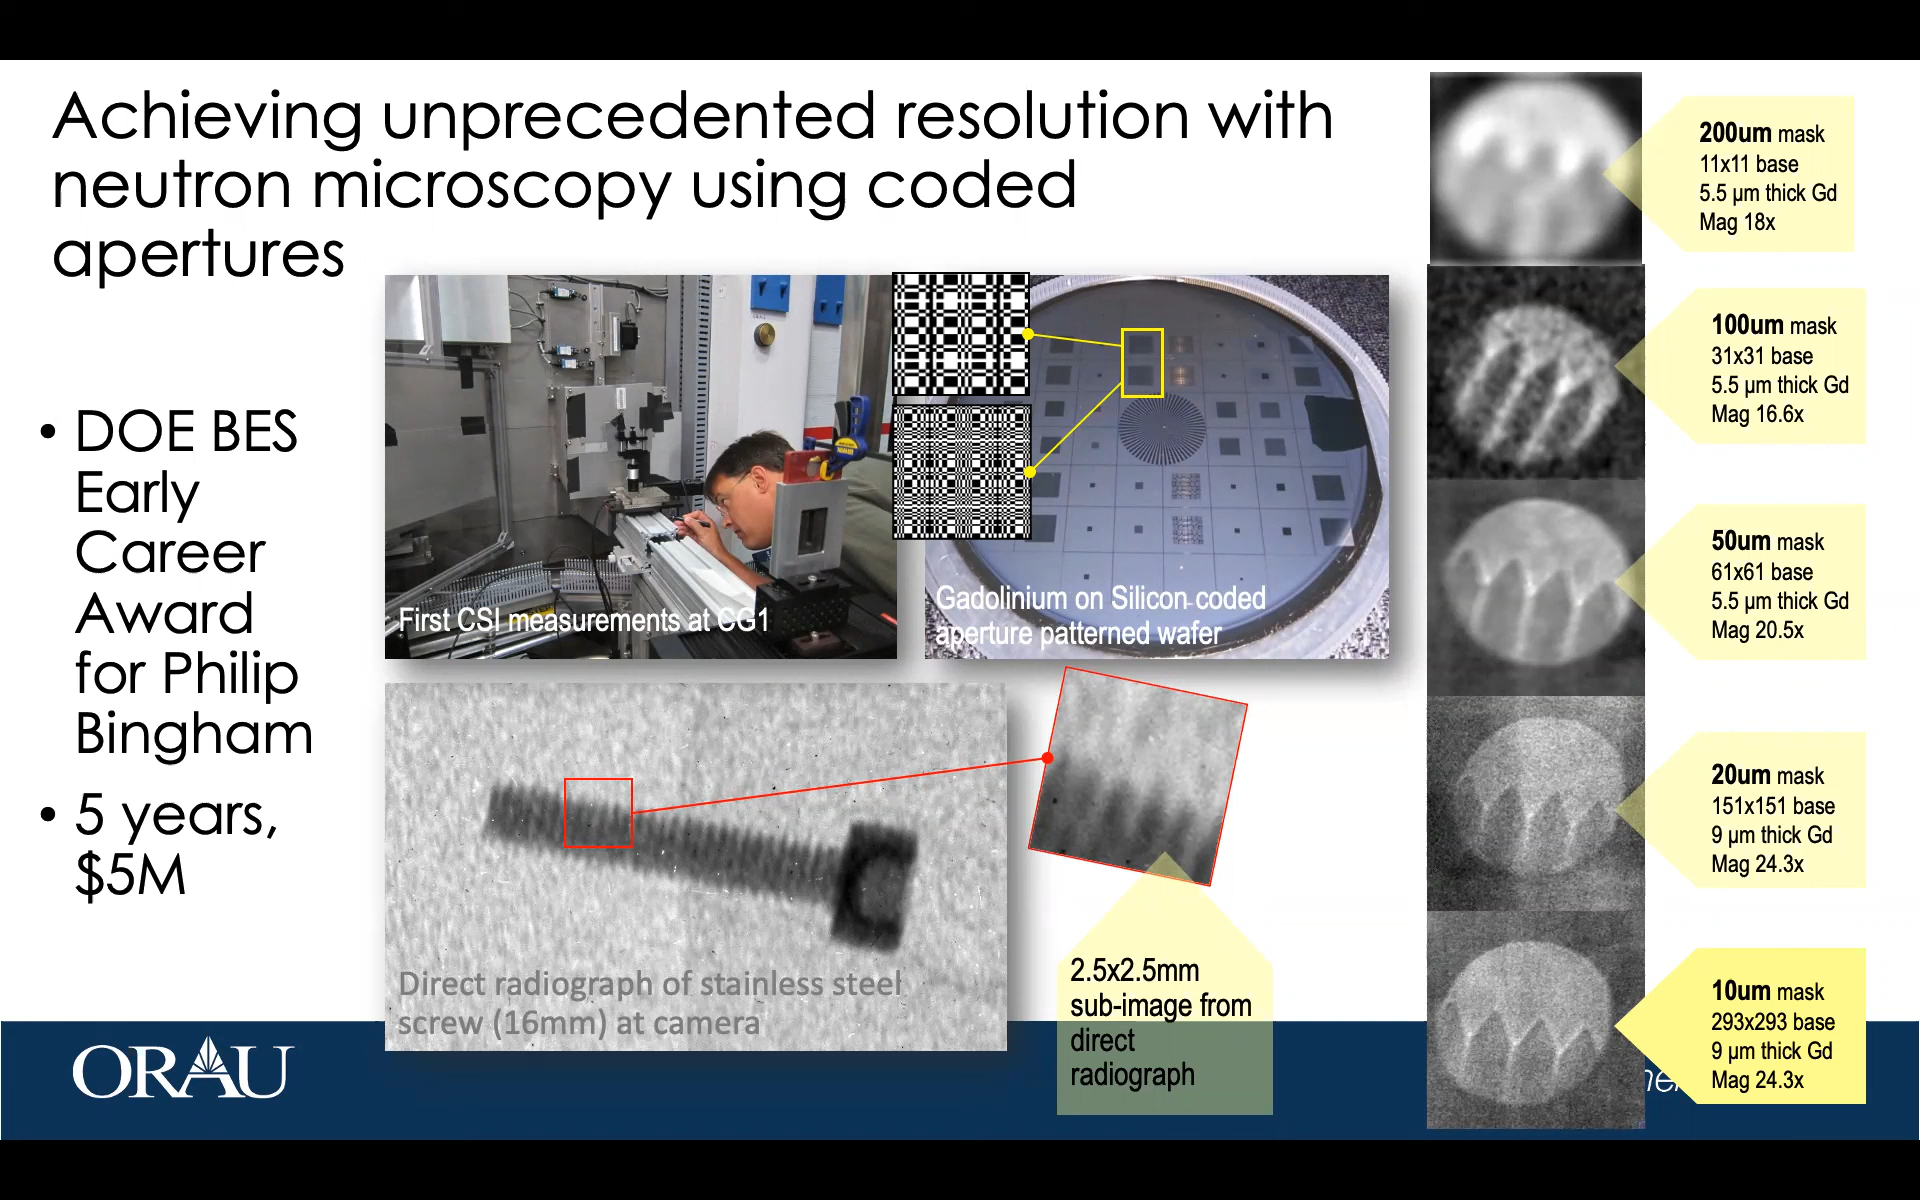 Achieving unprecedented resolution with
neutron microscopy using coded
apertures
• DOE BES
Early
Career
Award
for Philip
Bingham
• 5 years,
$5M
First CSI measurements at CG1
Gadolinium on Silicon coded
aperture patterned wafer
Direct radiograph of stainless steel
screw (16mm) at camera
2.5x2.5mm
sub-image from
direct
radiograph
200um mask
11x11 base
5.5 µm thick Gd
Mag 18x
100um mask
31x31 base
5.5 µm thick Gd
Mag 16.6x
50um mask
61x61 base
5.5 µm thick Gd
Mag 20.5x
20um mask
151x151 base
9 µm thick Gd
Mag 24.3x
10um mask
293x293 base
9 µm thick Gd
Mag 24.3x
ORAU